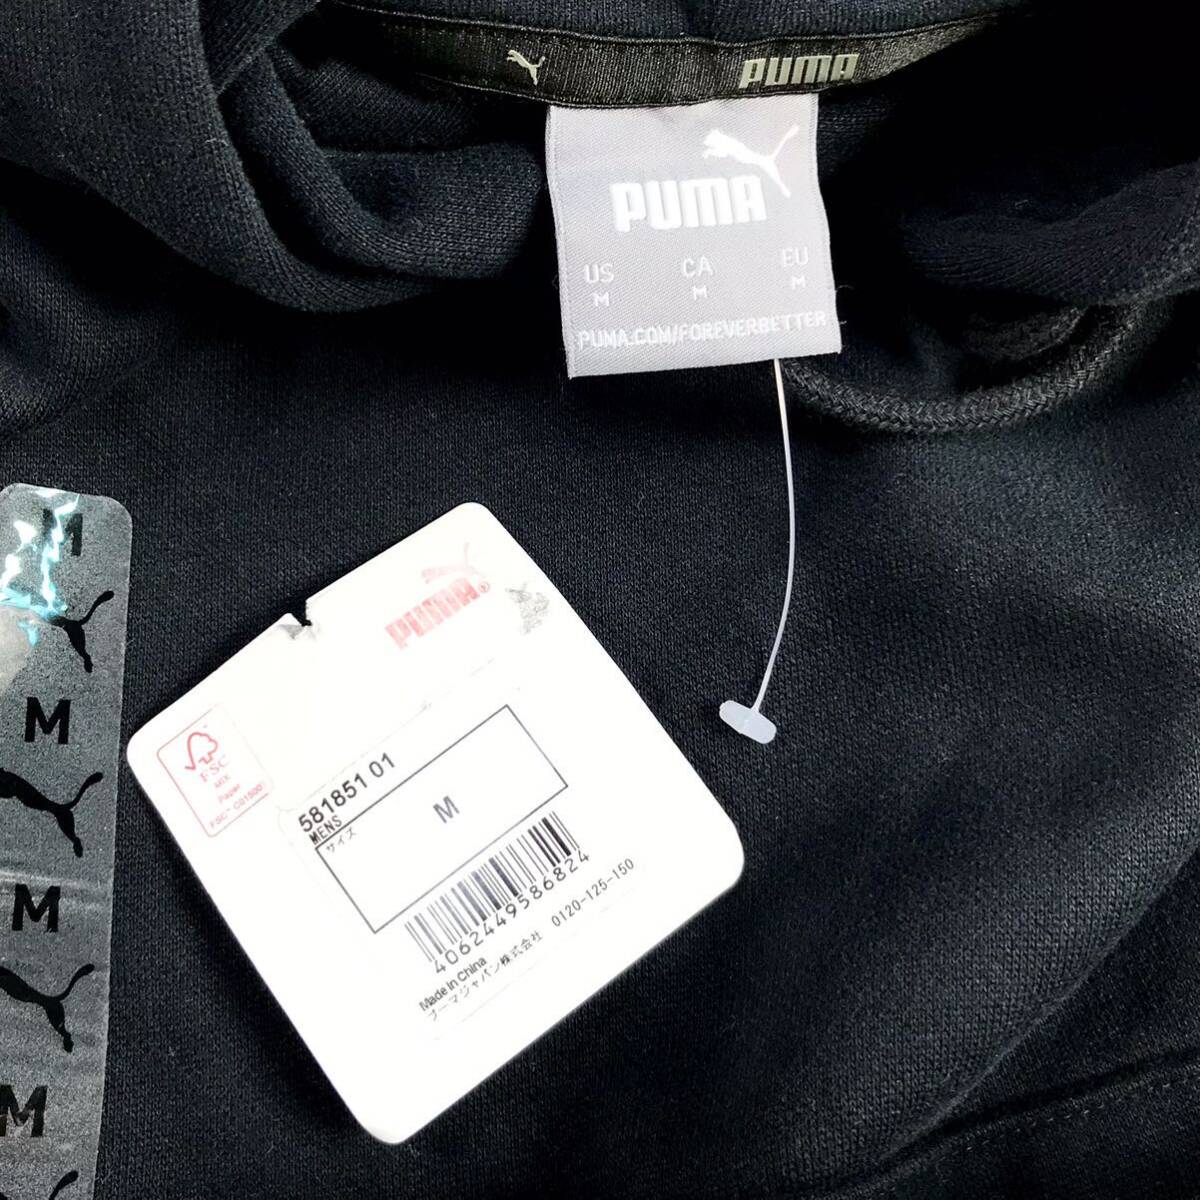 PUMA
PUMA
US CA EU
M M M
PUMA.COM/FOREVERBETTER
M
M
M
M
PUMA®
FSC
MIX
Paper
581851 01
MENS
サイズ
M
4062449586824
Made in China
プーマジャパン株式会社 0120-125-150